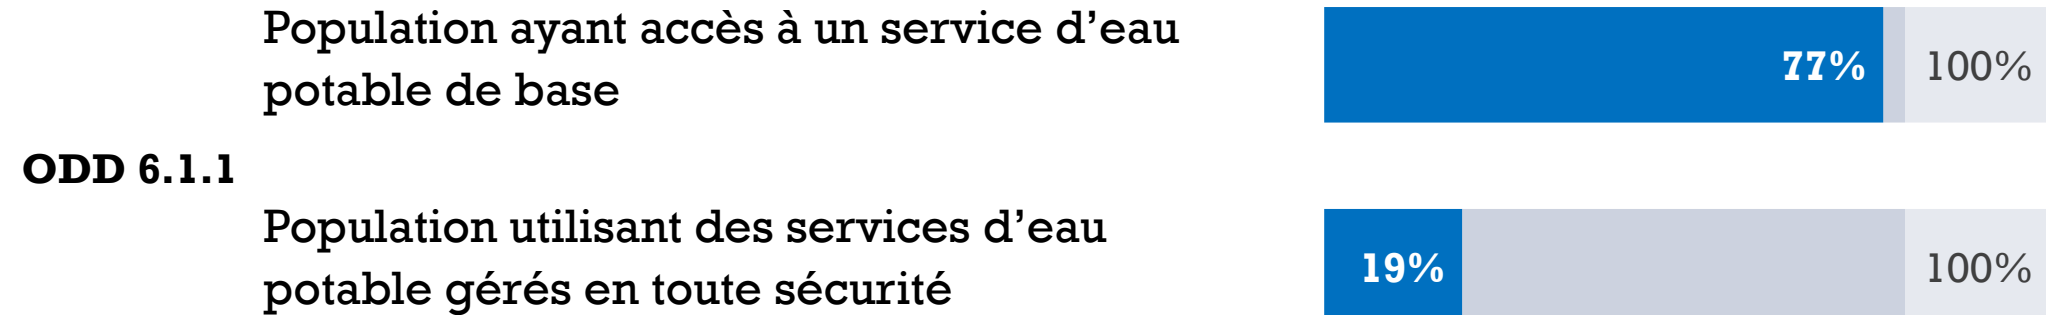 Population ayant accès à un service d’eau
potable de base
77% 100%
ODD 6.1.1
Population utilisant des services d’eau
potable gérés en toute sécurité
19% 100%